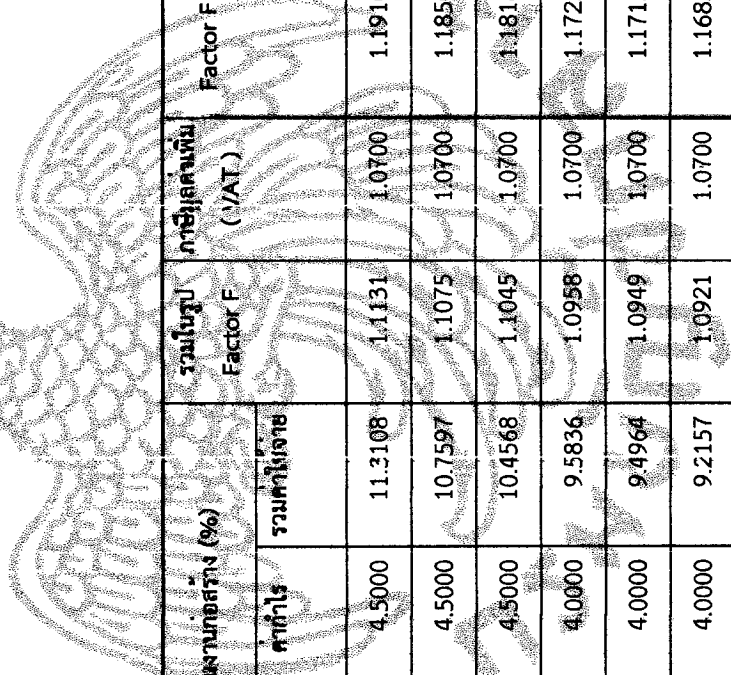 งานก่อสร้าง (%) รวมในรูป ภาษีมูลค่าเพิ่ม
Factor F (VAT) Factor F
ค่ากำไร รวมค่าใช้จ่าย
4.5000 11.3108 1.1131 1.0700 1.191
4.5000 10.7597 1.1075 1.0700 1.185
4.5000 10.4568 1.1045 1.0700 1.181
4.0000 9.5836 1.0958 1.0700 1.172
4.0000 9.4964 1.0949 1.0700 1.171
4.0000 9.2157 1.0921 1.0700 1.168